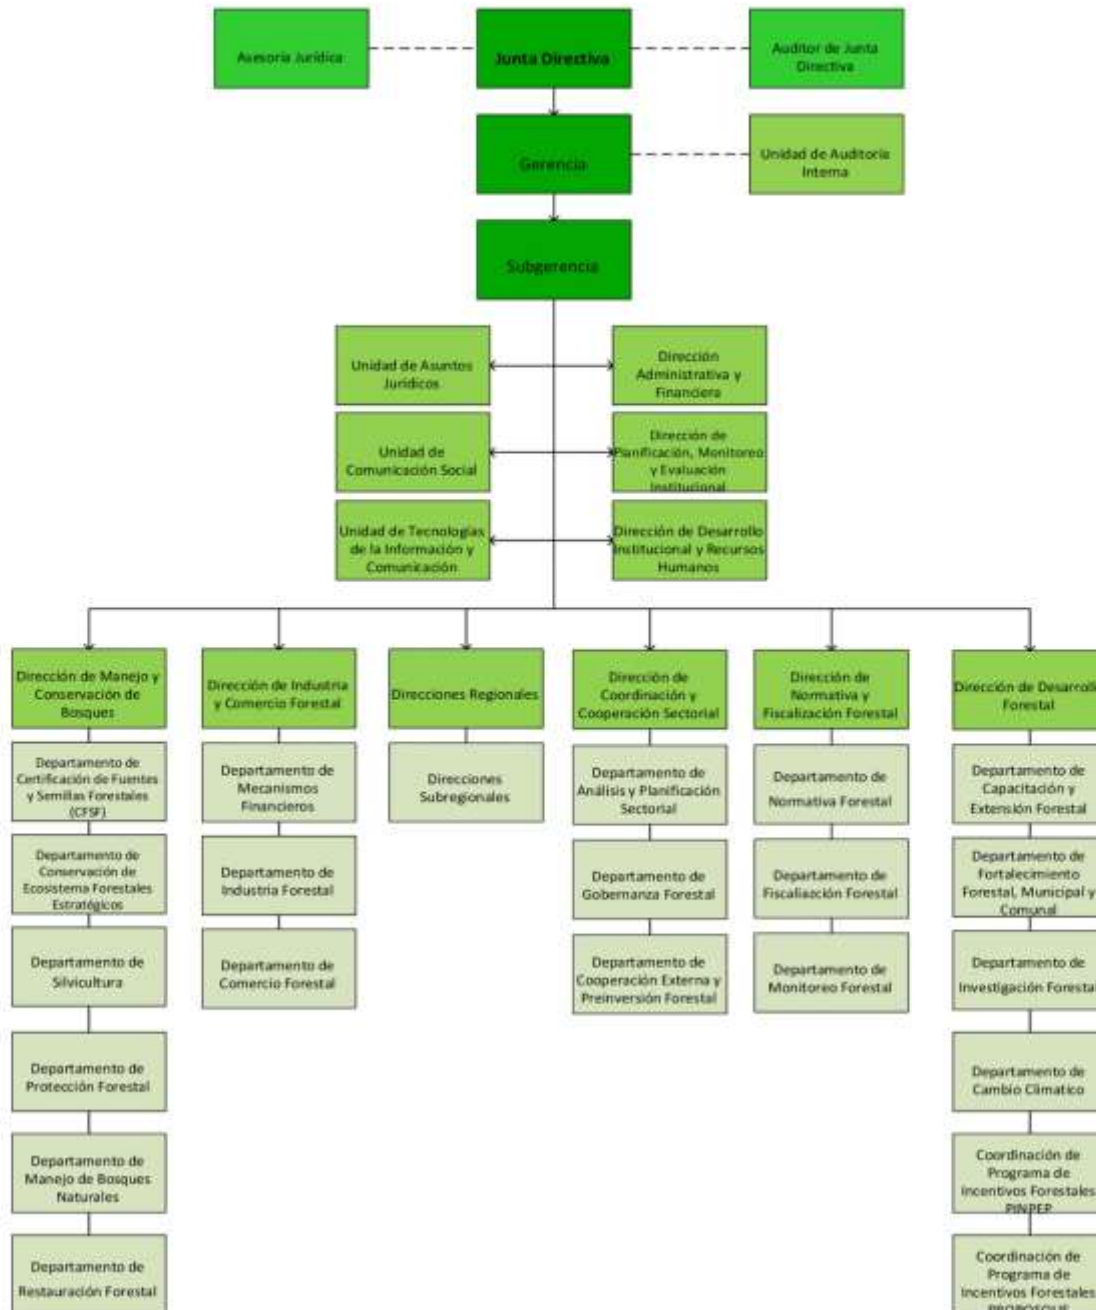 Asesoría Jurídica
Junta Directiva
Auditor de Junta
Directiva
Gerencia
Unidad de Auditoría
Interna
Subgerencia
Unidad de Asuntos
Jurídicos
Dirección
Administrativa y
Financiera
Unidad de
Comunicación Social
Dirección de
Planificación, Monitoreo
y Evaluación
Institucional
Unidad de Tecnologías
de la Información y
Comunicación
Dirección de Desarrollo
Institucional y Recursos
Humanos
Dirección de Manejo y
Conservación de
Bosques
Dirección de Industria
y Comercio Forestal
Direcciones Regionales
Dirección de
Coordinación y
Cooperación Sectorial
Dirección de
Normativa y
Fiscalización Forestal
Dirección de Desarrollo
Forestal
Departamento de
Certificación de Fuentes
y Semillas Forestales
(CFSF)
Departamento de
Mecanismos
Financieros
Direcciones
Subregionales
Departamento de
Análisis y Planificación
Sectorial
Departamento de
Normativa Forestal
Departamento de
Capacitación y
Extensión Forestal
Departamento de
Conservación de
Ecosistema Forestales
Estratégicos
Departamento de
Industria Forestal
Departamento de
Gobernanza Forestal
Departamento de
Fiscaliazción Forestal
Departamento de
Fortalecimiento
Forestal, Municipal y
Comunal
Departamento de
Silvicultura
Departamento de
Comercio Forestal
Departamento de
Cooperación Externa y
Preinversión Forestal
Departamento de
Monitoreo Forestal
Departamento de
Investigación Forestal
Departamento de
Protección Forestal
Departamento de
Cambio Climatico
Departamento de
Manejo de Bosques
Naturales
Coordinación de
Programa de
Incentivos Forestales
PINPEP
Departamento de
Restauración Forestal
Coordinación de
Programa de
Incentivos Forestales
PROBOSQUE